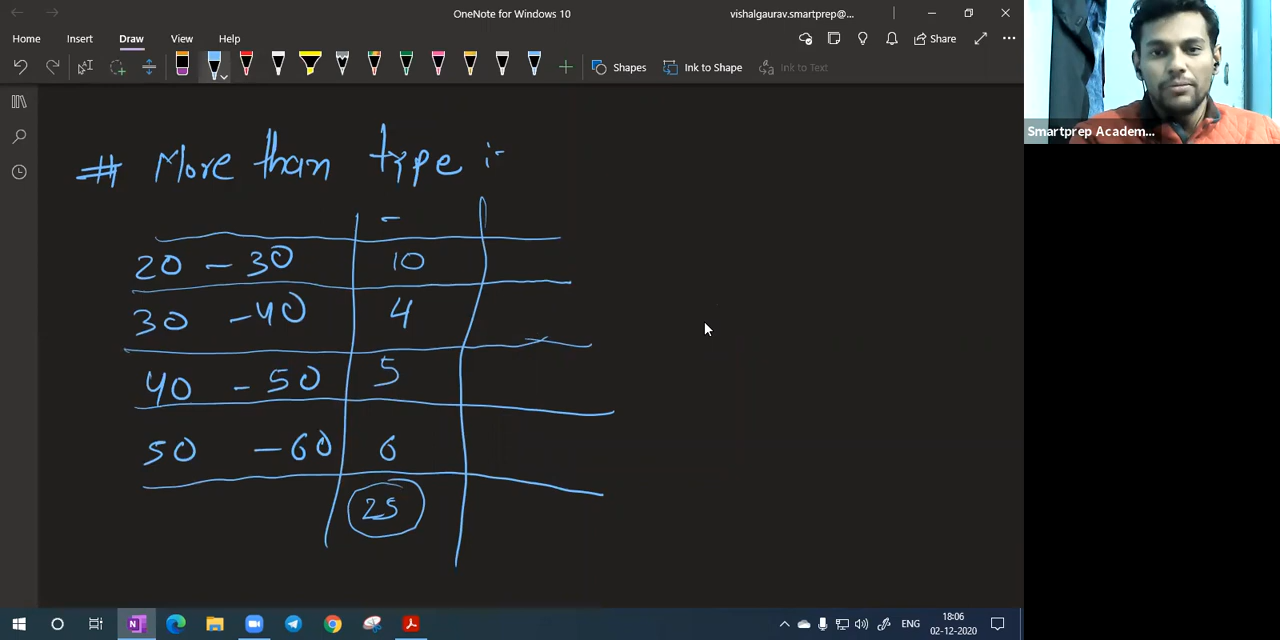 OneNote for Windows 10
vishalgaurav.smartprep@...
Home Insert Draw View Help
Share
Shapes
Ink to Shape
Ink to Text
Smartprep Academ...
# More than type :-
20 - 30 10
30 - 40 4
40 - 50 5
50 - 60 6
25
ENG
18:06
02-12-2020